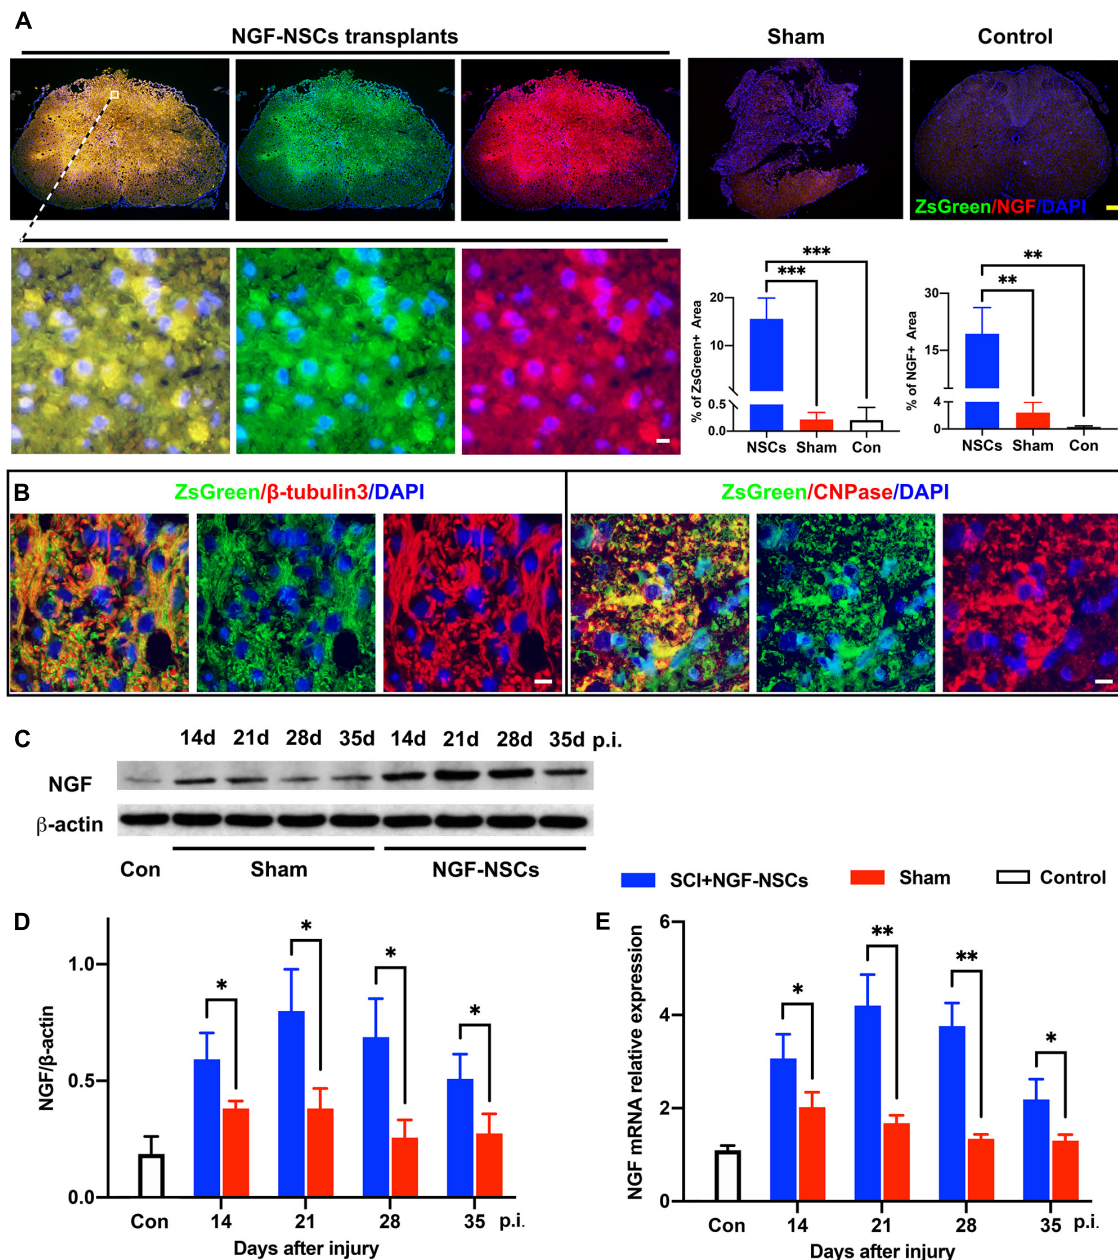 A
NGF-NSCs transplants
Sham
Control
ZsGreen/NGF/DAPI
% of ZsGreen+ Area
20
10
0.5
0.0
***
***
NSCs Sham Con
% of NGF+ Area
30
15
4
0
**
**
NSCs Sham Con
B
ZsGreen/β-tubulin3/DAPI
ZsGreen/CNPase/DAPI
C
14d 21d 28d 35d 14d 21d 28d 35d p.i.
NGF
β-actin
Con Sham NGF-NSCs
SCI+NGF-NSCs Sham Control
D
NGF/β-actin
1.0
0.5
0.0
* * * *
Con 14 21 28 35 p.i.
Days after injury
E
NGF mRNA relative expression
6
4
2
0
* ** ** *
Con 14 21 28 35 p.i.
Days after injury